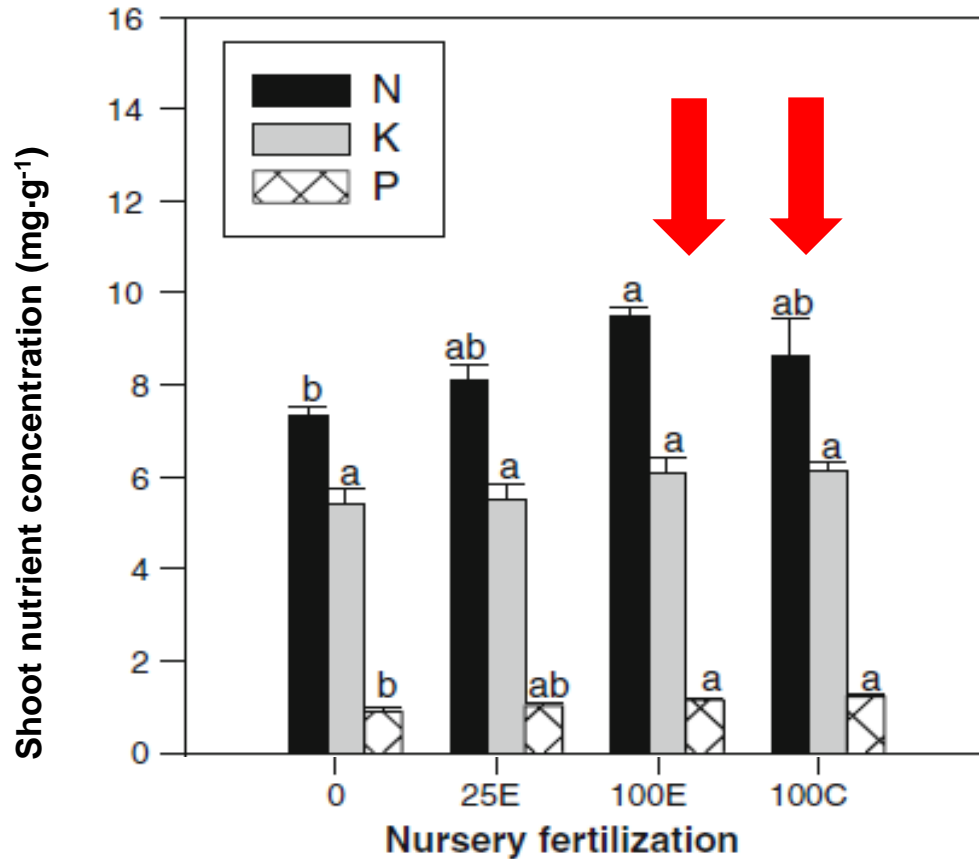 Shoot nutrient concentration (mg·g-1)
16
14
12
10
8
6
4
2
0
N
K
P
b
a
b
ab
a
ab
a
a
a
ab
a
a
0
25E
100E
100C
Nursery fertilization